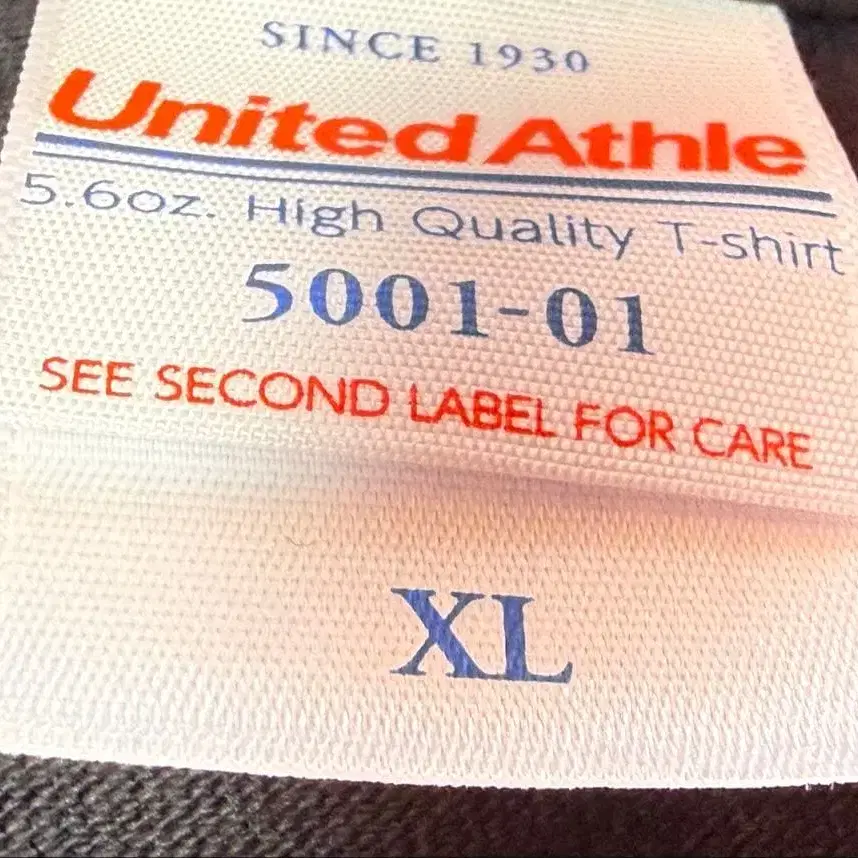 SINCE 1930
United Athle
5.6oz. High Quality T-shirt
5001-01
SEE SECOND LABEL FOR CARE
XL